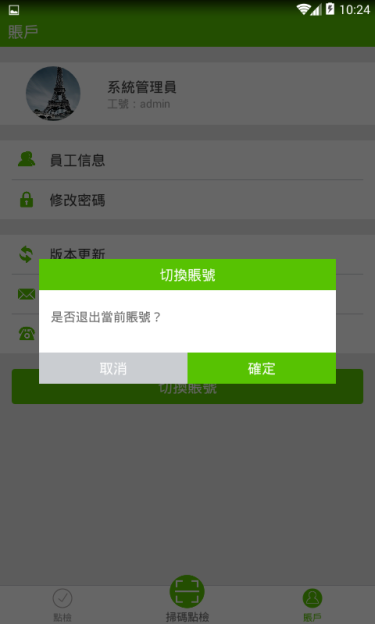 10:24
賬戶
系統管理員
工號：admin
員工信息
修改密碼
版本更新
切換賬號
是否退出當前賬號？
取消
確定
切換賬號
點檢
掃碼點檢
賬戶